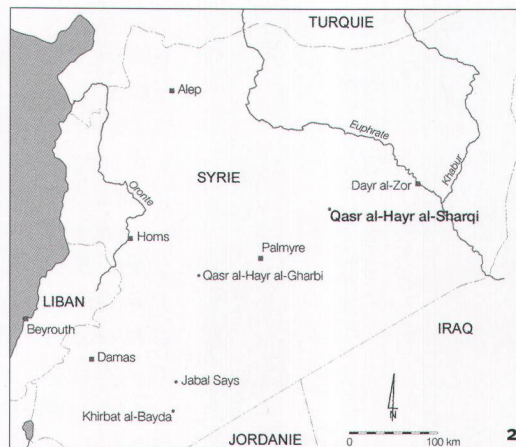 TURQUIE
Alep
Euphrate
Khabur
SYRIE
Dayr al-Zor
Oronte
Qasr al-Hayr al-Sharqi
Homs
Palmyre
Qasr al-Hayr al-Gharbi
LIBAN
Beyrouth
IRAQ
Damas
Jabal Says
N
Khirbat al-Bayda
JORDANIE
0 100 km
2